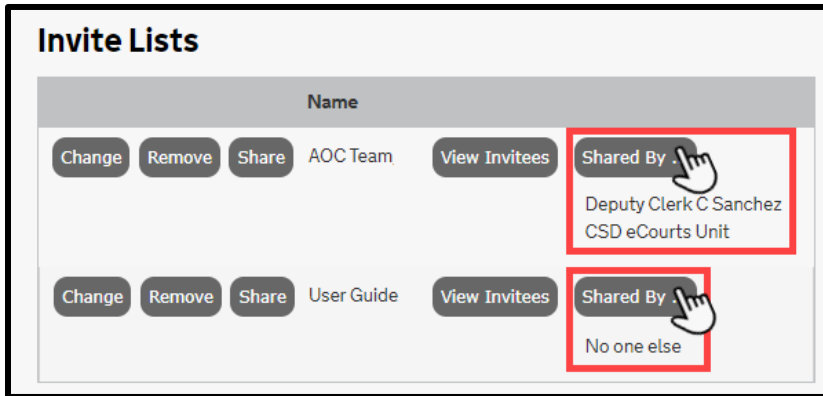 Invite Lists
Name
Change Remove Share AOC Team View Invitees Shared By .
Deputy Clerk C Sanchez
CSD eCourts Unit
Change Remove Share User Guide View Invitees Shared By .
No one else